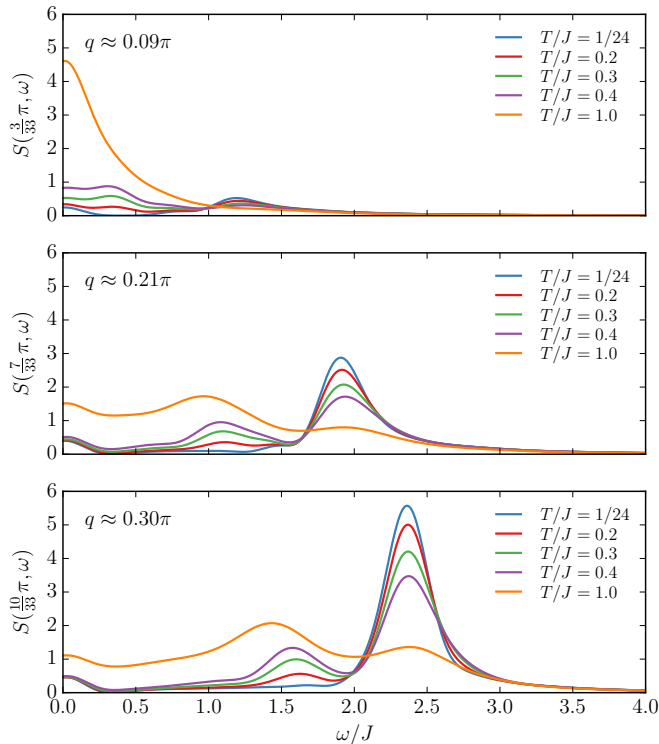 6
5
4
3
2
1
0
S(3/33 π, ω)
q ≈ 0.09π
T/J = 1/24
T/J = 0.2
T/J = 0.3
T/J = 0.4
T/J = 1.0
6
5
4
3
2
1
0
S(7/33 π, ω)
q ≈ 0.21π
T/J = 1/24
T/J = 0.2
T/J = 0.3
T/J = 0.4
T/J = 1.0
6
5
4
3
2
1
0
S(10/33 π, ω)
q ≈ 0.30π
T/J = 1/24
T/J = 0.2
T/J = 0.3
T/J = 0.4
T/J = 1.0
0.0 0.5 1.0 1.5 2.0 2.5 3.0 3.5 4.0
ω/J